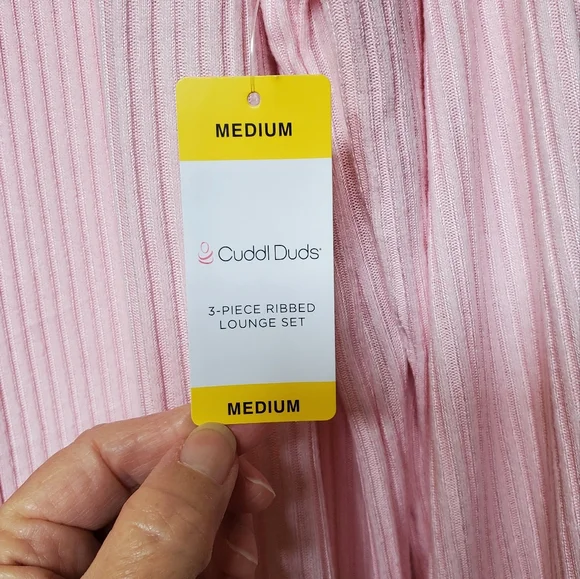 MEDIUM
Cuddl Duds
3-PIECE RIBBED
LOUNGE SET
MEDIUM